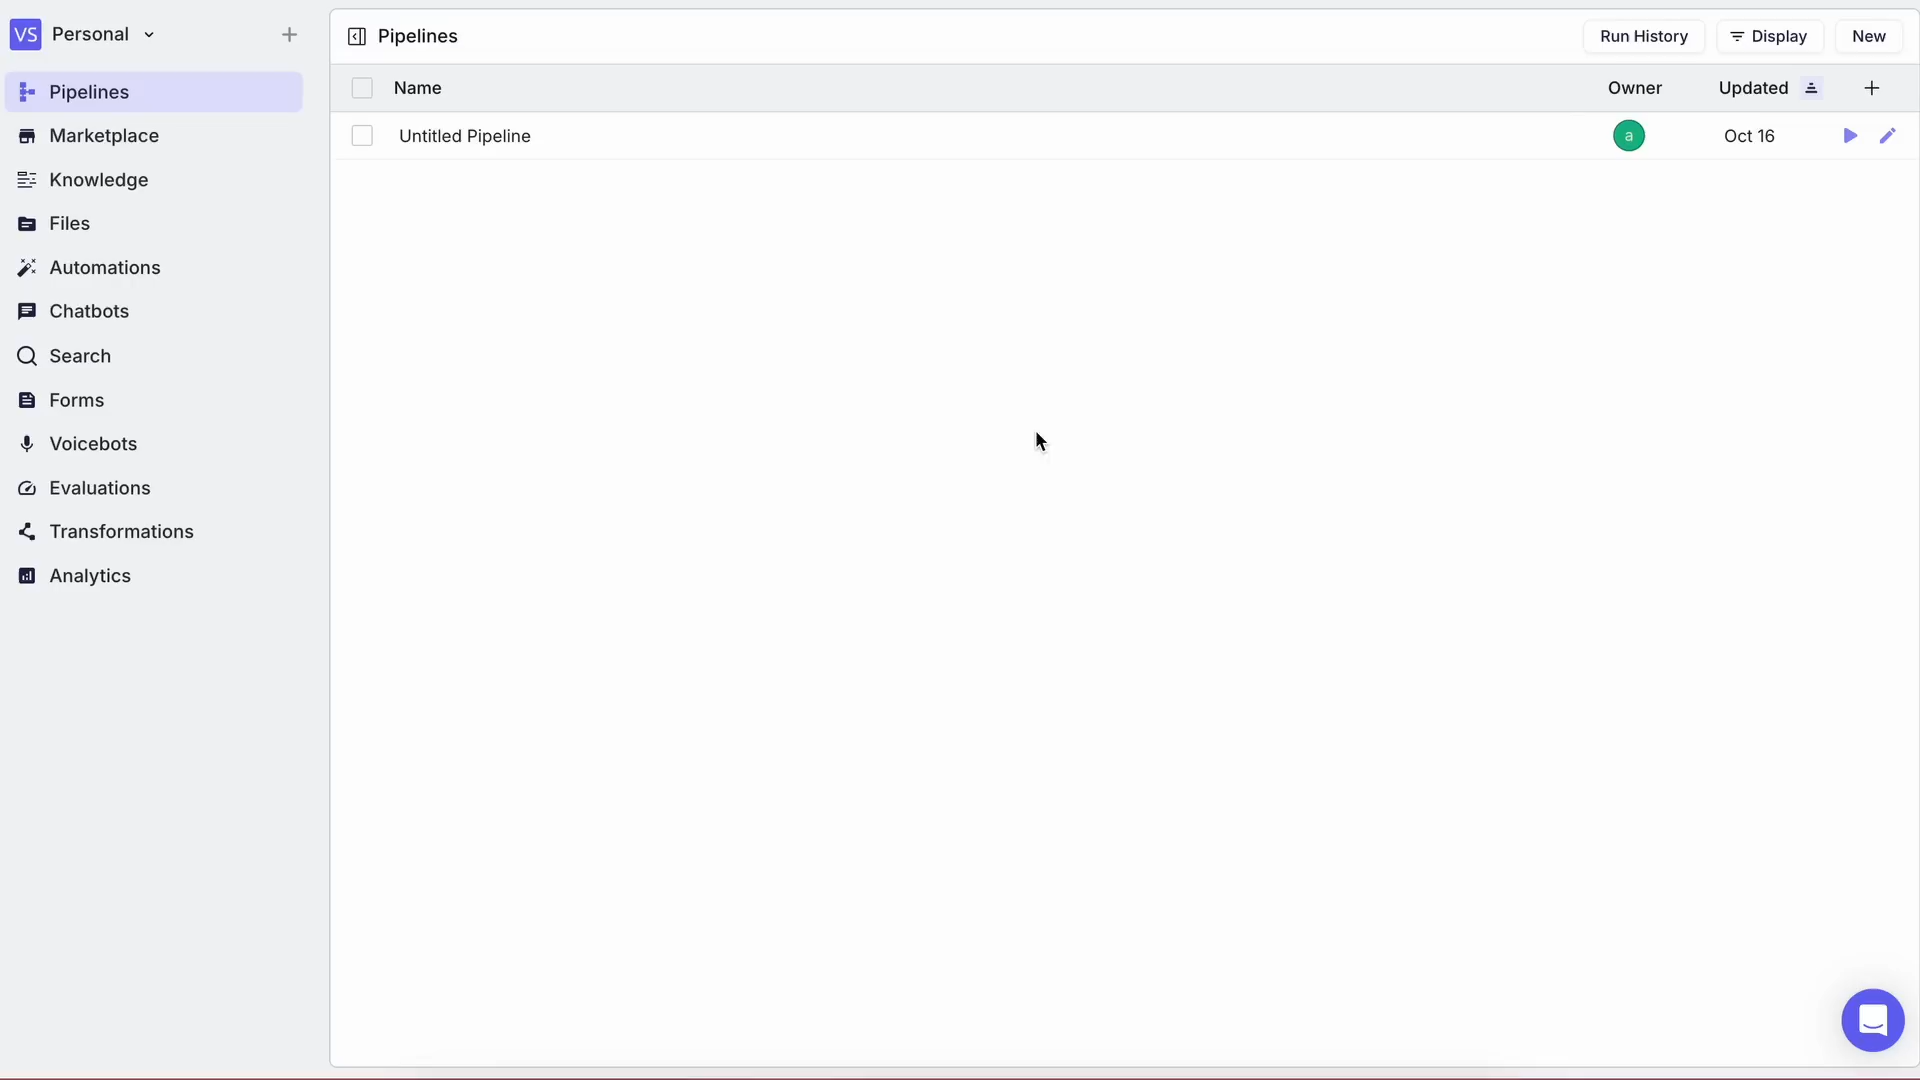 VS Personal
Pipelines
Marketplace
Knowledge
Files
Automations
Chatbots
Search
Forms
Voicebots
Evaluations
Transformations
Analytics
Pipelines
Run History
Display
New
Name
Owner
Updated
Untitled Pipeline
a
Oct 16